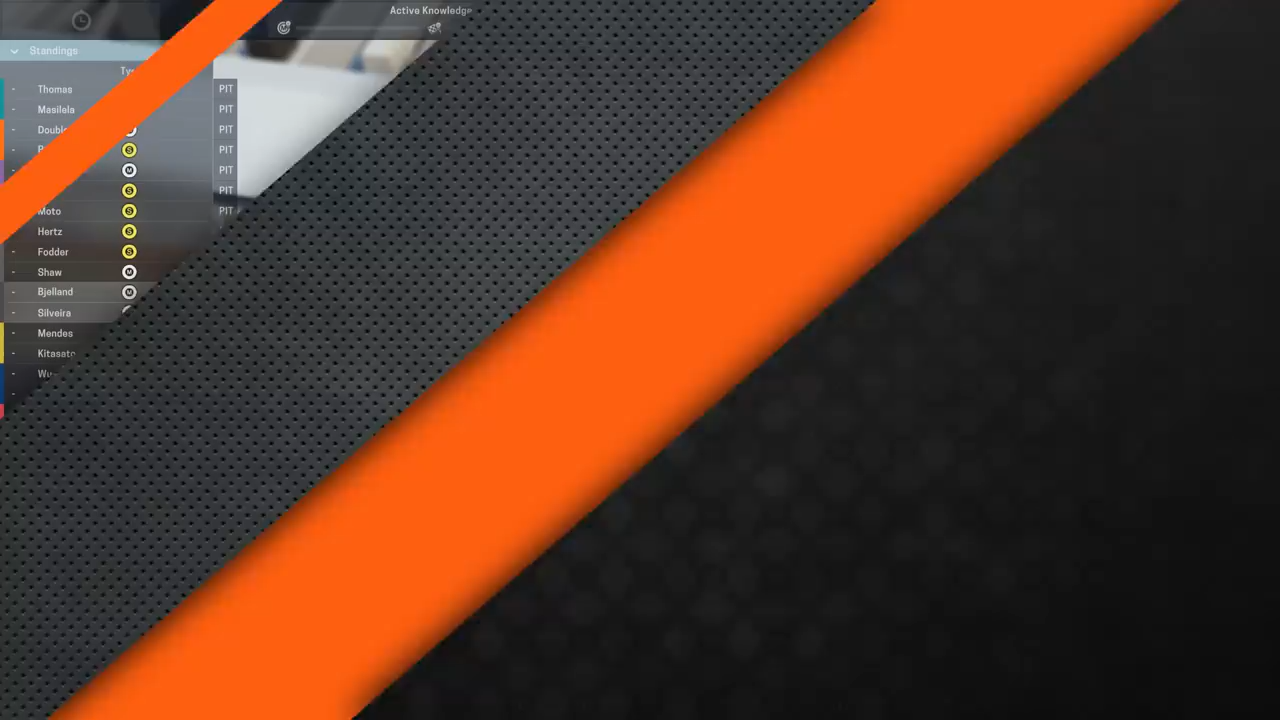 Active Knowledge
Standings
Thomas PIT
Masilela PIT
PIT
S PIT
M PIT
S PIT
Moto S PIT
Hertz S
Fodder S
Shaw M
Bjelland M
Silveira
Mendes